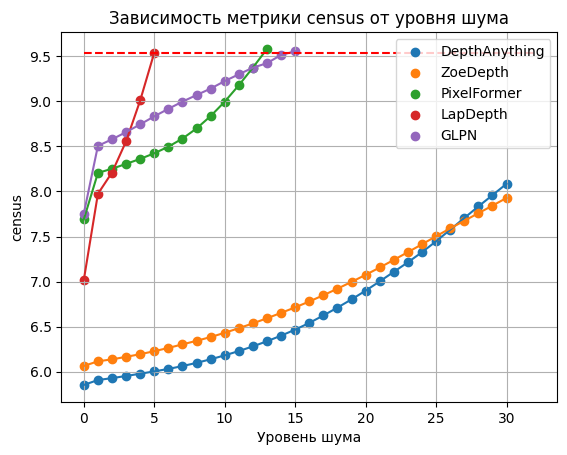 Зависимость метрики census от уровня шума
DepthAnything
ZoeDepth
PixelFormer
LapDepth
GLPN
census
9.5
9.0
8.5
8.0
7.5
7.0
6.5
6.0
0
5
10
15
20
25
30
Уровень шума